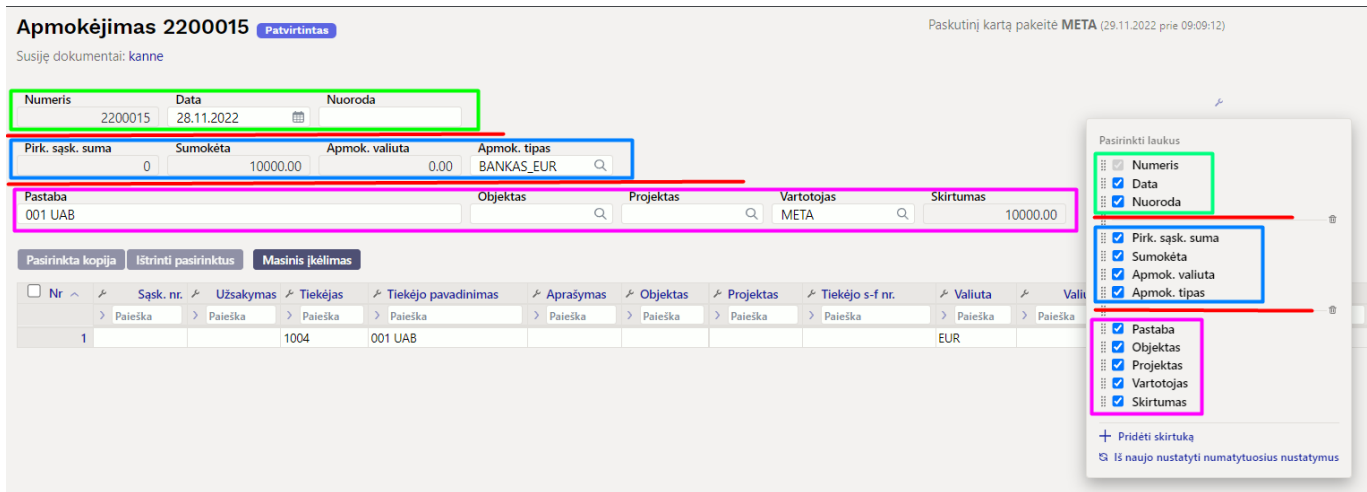 Apmokėjimas 2200015 Patvirtintas
Paskutinį kartą pakeitė META (29.11.2022 prie 09:09:12)
Susiję dokumentai: kanne
Numeris Data Nuoroda
2200015 28.11.2022
Pirk. sąsk. suma Sumokėta Apmok. valiuta Apmok. tipas
0 10000.00 0.00 BANKAS_EUR
Pastaba Objektas Projektas Vartotojas Skirtumas
001 UAB META 10000.00
Pasirinkta kopija Ištrinti pasirinktus Masinis įkėlimas
Nr Sąsk. nr. Užsakymas Tiekėjas Tiekėjo pavadinimas Aprašymas Objektas Projektas Tiekėjo s-f nr. Valiuta
Paieška Paieška Paieška Paieška Paieška Paieška Paieška Paieška Paieška Paieška
1 1004 001 UAB EUR
Pasirinkti laukus
Numeris
Data
Nuoroda
Pirk. sąsk. suma
Sumokėta
Apmok. valiuta
Apmok. tipas
Pastaba
Objektas
Projektas
Vartotojas
Skirtumas
Pridėti skirtuką
Iš naujo nustatyti numatytuosius nustatymus